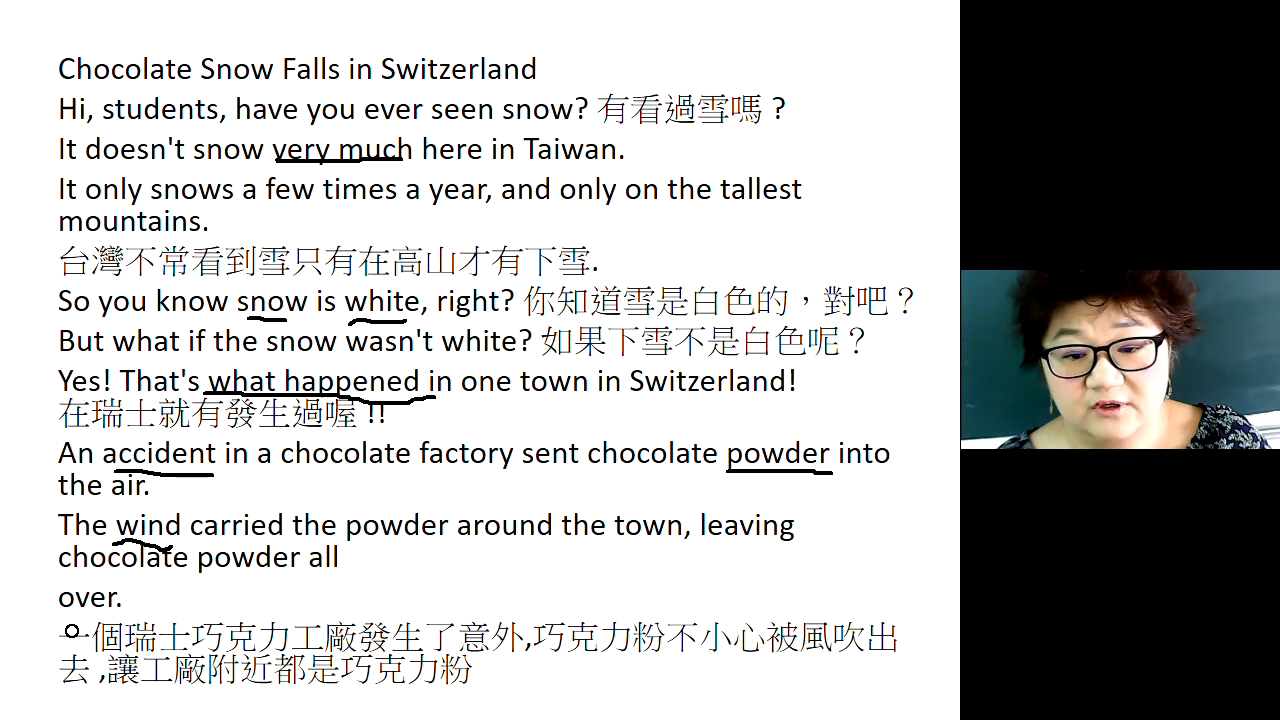 Chocolate Snow Falls in Switzerland
Hi, students, have you ever seen snow? 有看過雪嗎 ?
It doesn't snow very much here in Taiwan.
It only snows a few times a year, and only on the tallest
mountains.
台灣不常看到雪只有在高山才有下雪.
So you know snow is white, right? 你知道雪是白色的，對吧？
But what if the snow wasn't white? 如果下雪不是白色呢？
Yes! That's what happened in one town in Switzerland!
在瑞士就有發生過喔 !!
An accident in a chocolate factory sent chocolate powder into
the air.
The wind carried the powder around the town, leaving
chocolate powder all
over.
一個瑞士巧克力工廠發生了意外,巧克力粉不小心被風吹出
去 ,讓工廠附近都是巧克力粉